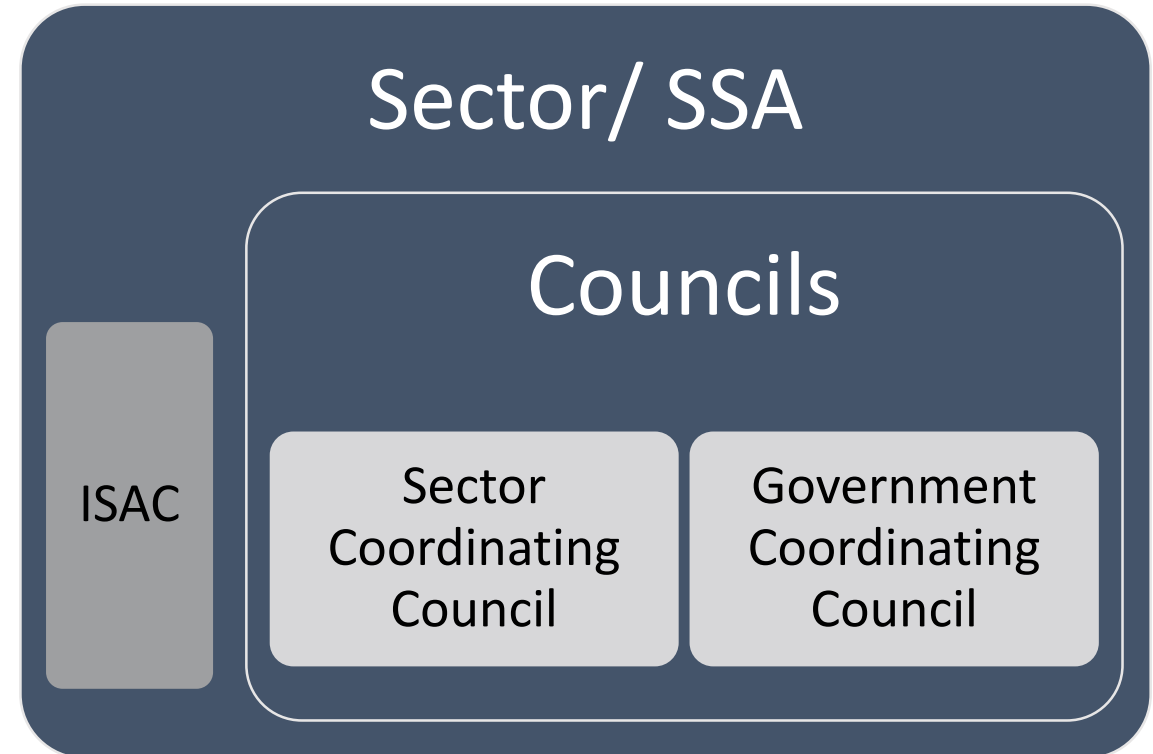 Sector/ SSA
Councils
ISAC
Sector
Coordinating
Council
Government
Coordinating
Council